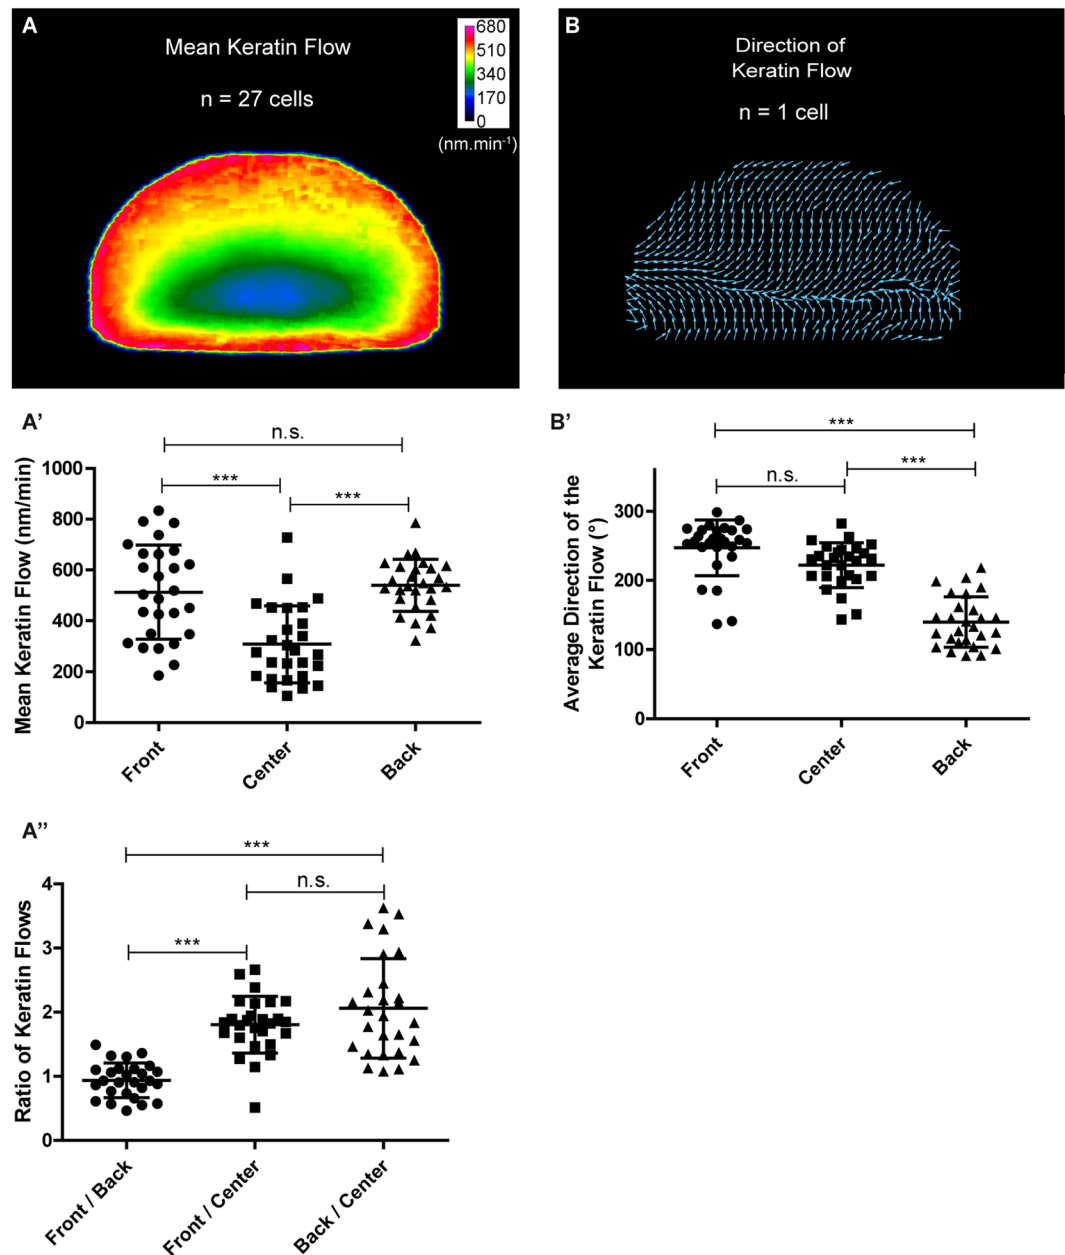 A
Mean Keratin Flow
n = 27 cells
680
510
340
170
0
(nm.min-1)
B
Direction of
Keratin Flow
n = 1 cell
A'
n.s.
***
***
Mean Keratin Flow (nm/min)
1000
800
600
400
200
0
Front
Center
Back
B'
***
n.s.
***
Average Direction of the
Keratin Flow (°)
300
200
100
0
Front
Center
Back
A''
***
n.s.
***
Ratio of Keratin Flows
4
3
2
1
0
Front / Back
Front / Center
Back / Center